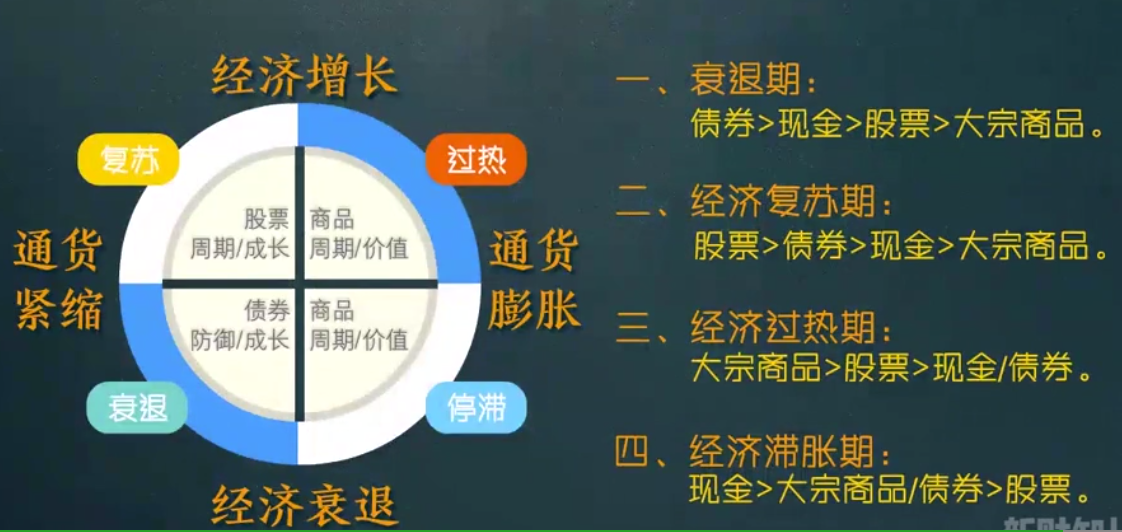 经济增长
复苏
过热
股票
周期/成长
商品
周期/价值
通货
紧缩
通货
膨胀
债券
防御/成长
商品
周期/价值
衰退
停滞
经济衰退
一、衰退期：
债券>现金>股票>大宗商品。
二、经济复苏期：
股票>债券>现金>大宗商品。
三、经济过热期：
大宗商品>股票>现金/债券。
四、经济滞胀期：
现金>大宗商品/债券>股票。